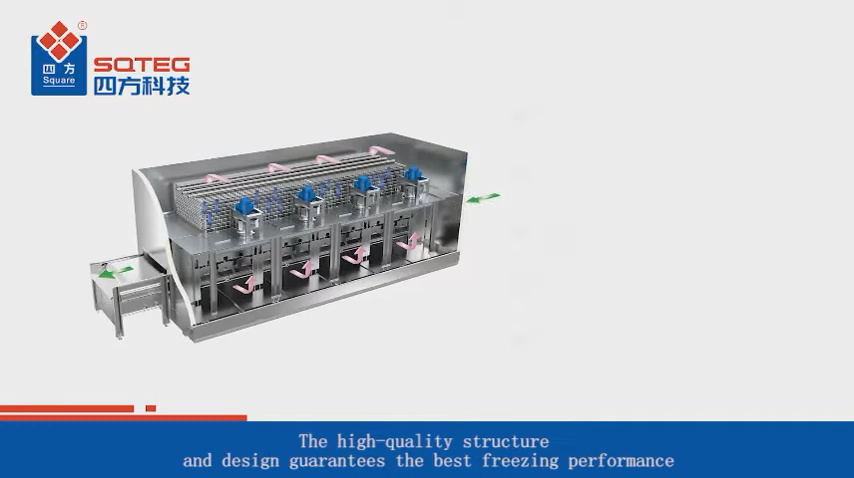 ®
四方
Square
SQTEG
四方科技
The high-quality structure
and design guarantees the best freezing performance